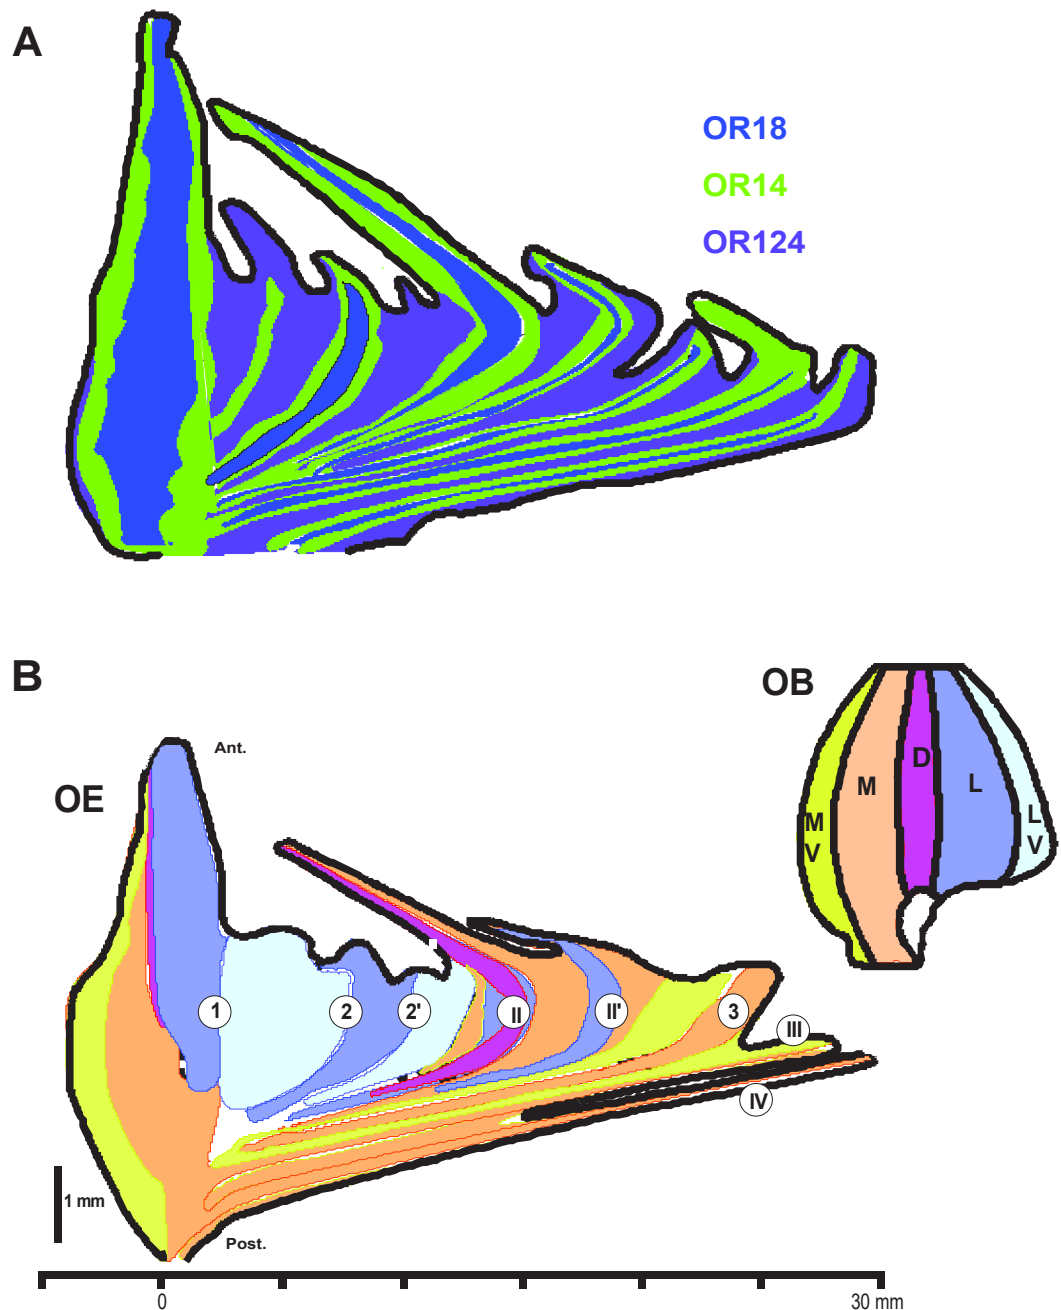 A
OR18
OR14
OR124
B
OB
D
M
L
M
V
L
V
Ant.
OE
1
2
2'
II
II'
3
III
IV
1 mm
Post.
0
30 mm